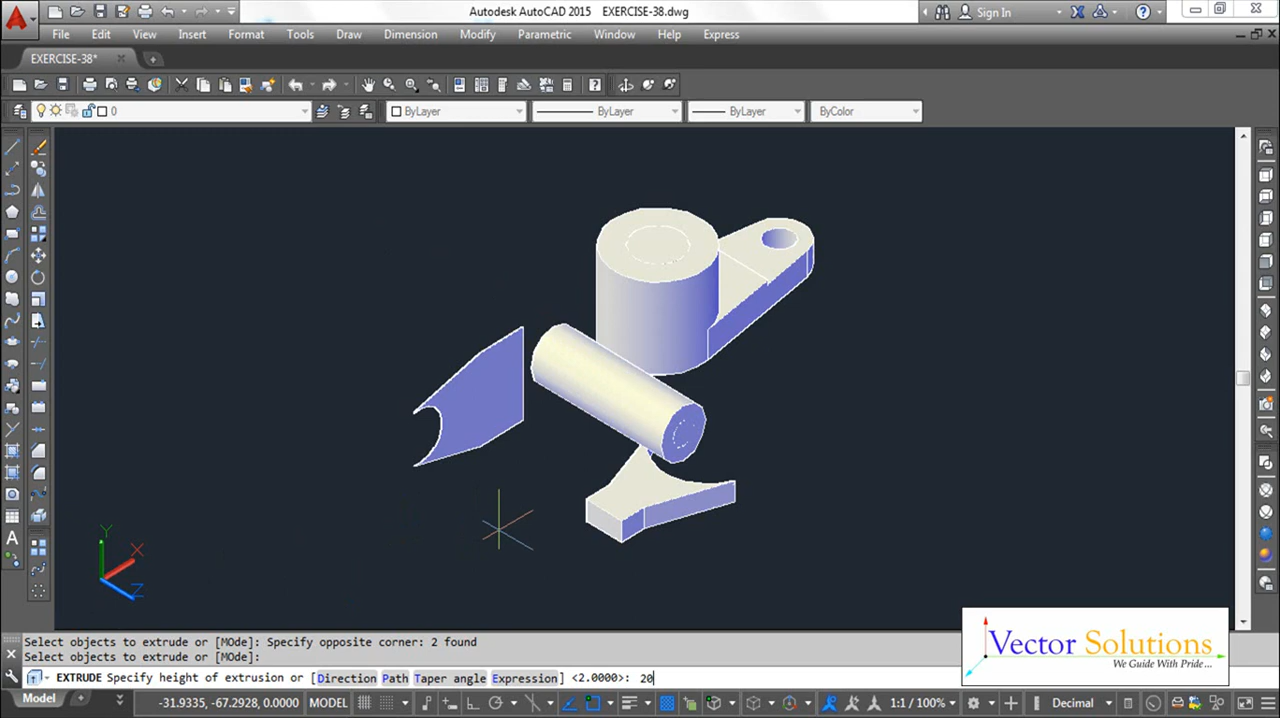 Autodesk AutoCAD 2015 EXERCISE-38.dwg
Sign In
File Edit View Insert Format Tools Draw Dimension Modify Parametric Window Help Express
EXERCISE-38*
0 ByLayer ByLayer ByLayer ByColor
Y
X
Z
A
Select objects to extrude or [MOde]: Specify opposite corner: 2 found
Select objects to extrude or [MOde]:
EXTRUDE Specify height of extrusion or [Direction Path Taper angle Expression] <2.0000>: 20
Vector Solutions
We Guide With Pride ...
Model -31.9335, -67.2928, 0.0000 MODEL 1:1 / 100% Decimal